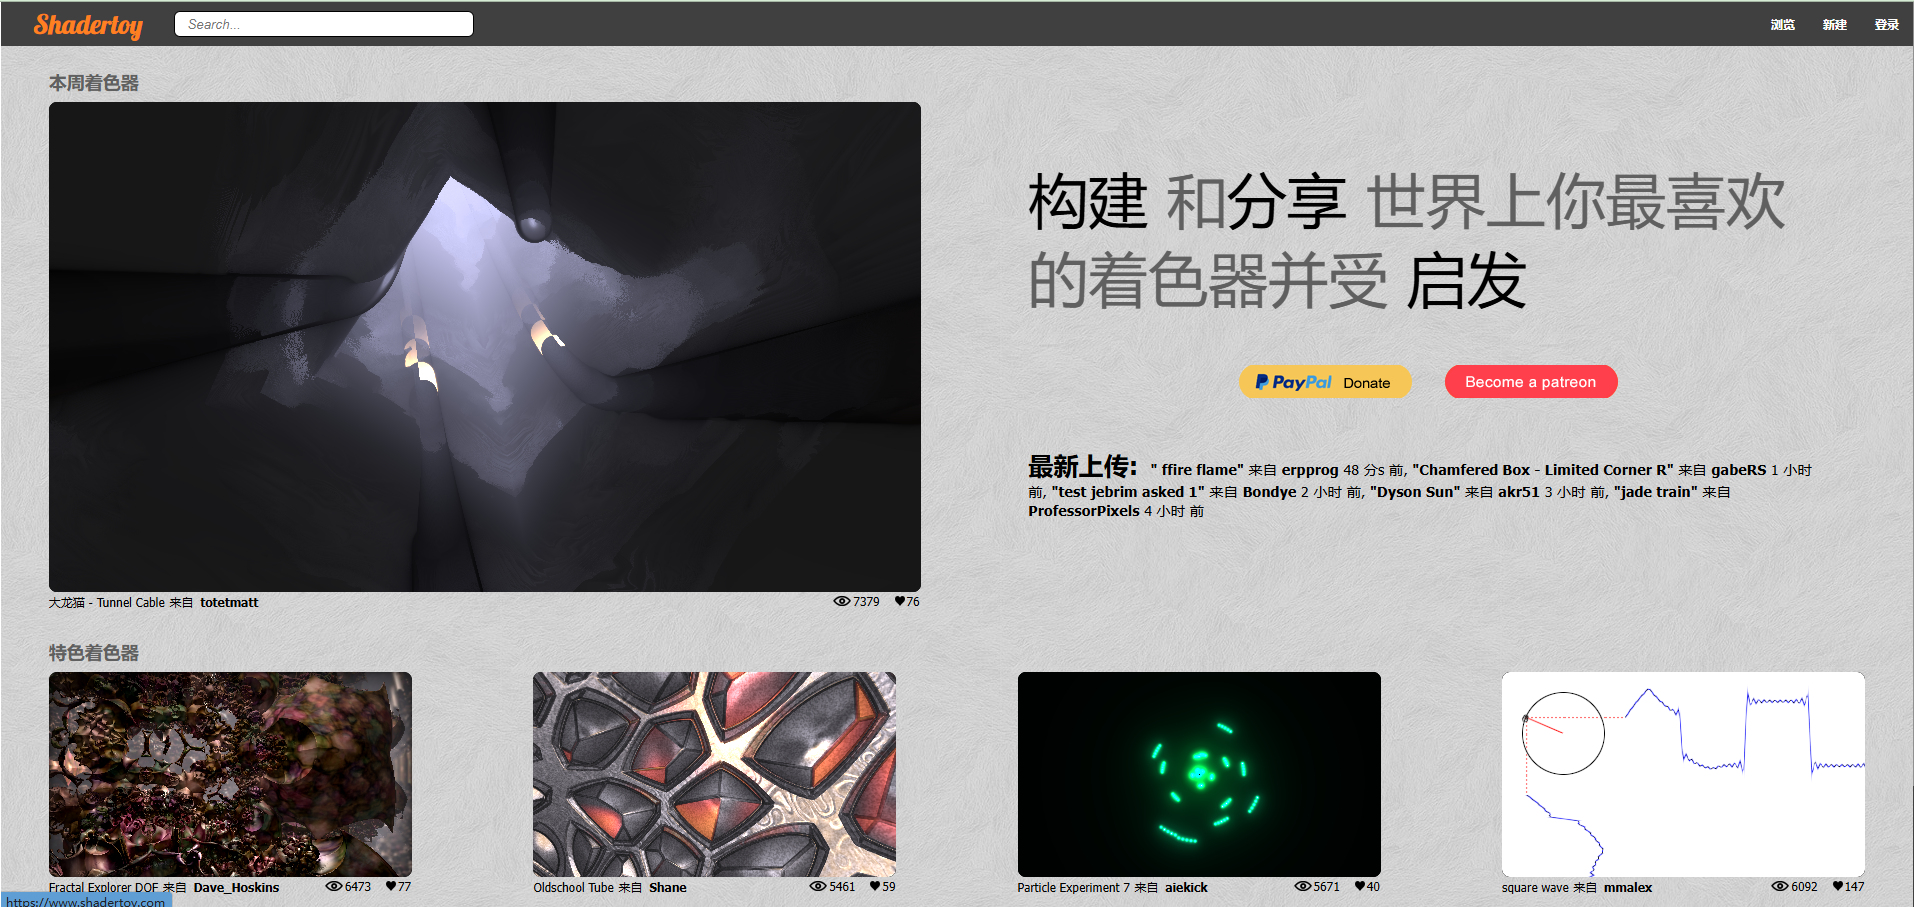 Shadertoy Search... 浏览 新建 登录
本周着色器
构建 和分享 世界上你最喜欢
的着色器并受 启发
PayPal Donate Become a patreon
最新上传: " ffire flame" 来自 erpprog 48 分s 前, "Chamfered Box - Limited Corner R" 来自 gabeRS 1 小时
前, "test jebrim asked 1" 来自 Bondye 2 小时 前, "Dyson Sun" 来自 akr51 3 小时 前, "jade train" 来自
ProfessorPixels 4 小时 前
大龙猫 - Tunnel Cable 来自 totetmatt 7379 76
特色着色器
Fractal Explorer DOF 来自 Dave_Hoskins 6473 77
Oldschool Tube 来自 Shane 5461 59
Particle Experiment 7 来自 aiekick 5671 40
square wave 来自 mmalex 6092 147
https://www.shadertoy.com